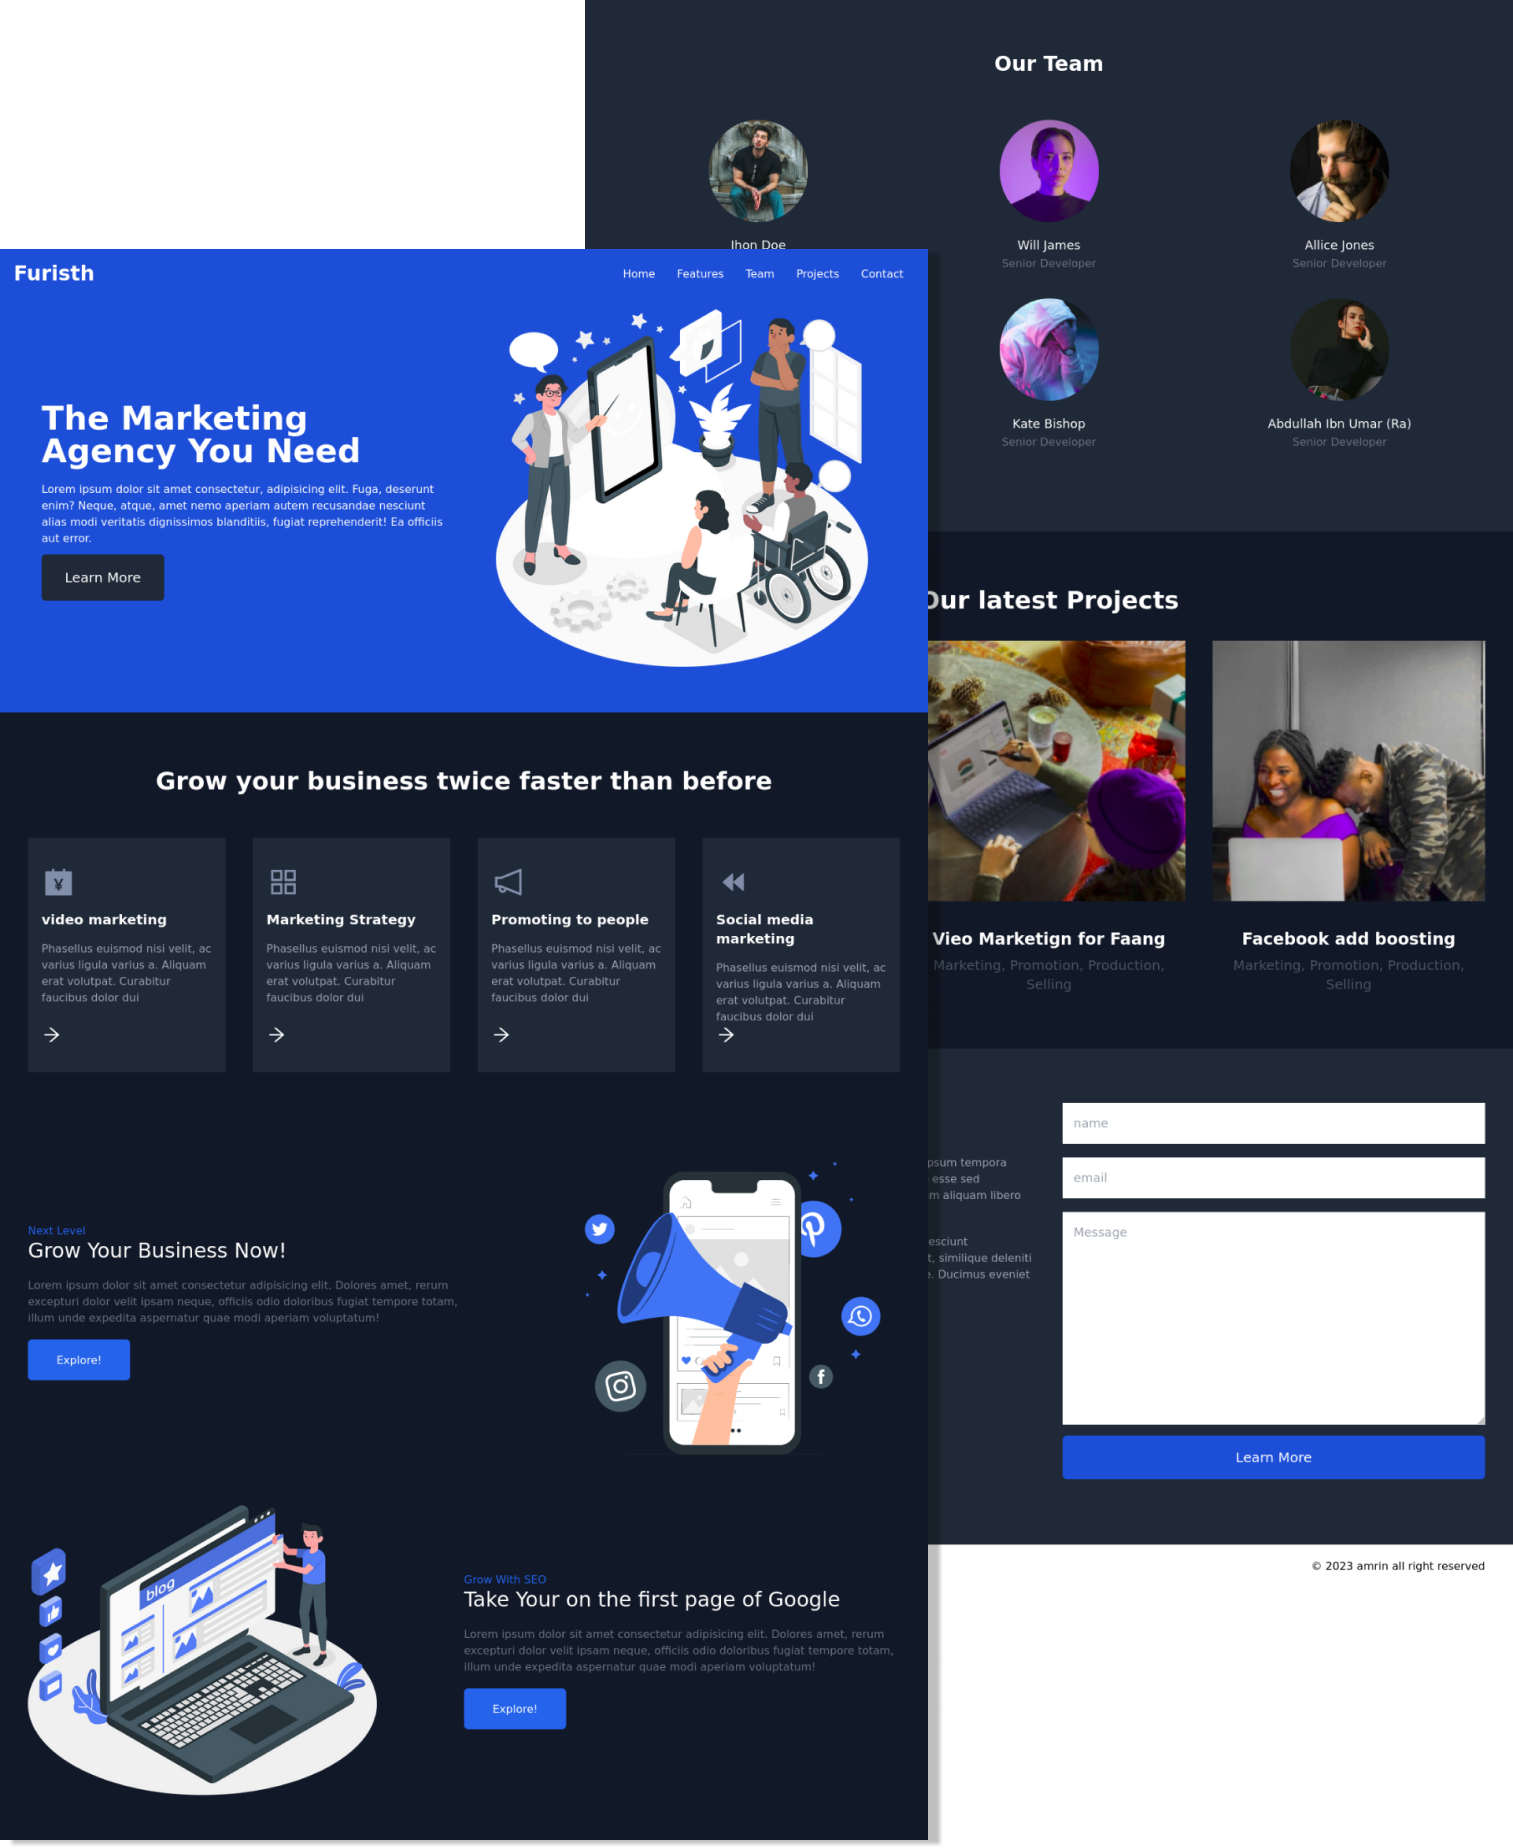 Our Team
Jhon Doe
Will James
Senior Developer
Allice Jones
Senior Developer
Kate Bishop
Senior Developer
Abdullah Ibn Umar (Ra)
Senior Developer
Furisth
Home Features Team Projects Contact
The Marketing
Agency You Need
Lorem ipsum dolor sit amet consectetur, adipisicing elit. Fuga, deserunt
enim? Neque, atque, amet nemo aperiam autem recusandae nesciunt
alias modi veritatis dignissimos blanditiis, fugiat reprehenderit! Ea officiis
aut error.
Learn More
Grow your business twice faster than before
video marketing
Phasellus euismod nisi velit, ac
varius ligula varius a. Aliquam
erat volutpat. Curabitur
faucibus dolor dui
Marketing Strategy
Phasellus euismod nisi velit, ac
varius ligula varius a. Aliquam
erat volutpat. Curabitur
faucibus dolor dui
Promoting to people
Phasellus euismod nisi velit, ac
varius ligula varius a. Aliquam
erat volutpat. Curabitur
faucibus dolor dui
Social media
marketing
Phasellus euismod nisi velit, ac
varius ligula varius a. Aliquam
erat volutpat. Curabitur
faucibus dolor dui
Next Level
Grow Your Business Now!
Lorem ipsum dolor sit amet consectetur adipisicing elit. Dolores amet, rerum
excepturi dolor velit ipsam neque, officiis odio doloribus fugiat tempore totam,
illum unde expedita aspernatur quae modi aperiam voluptatum!
Explore!
blog
Grow With SEO
Take Your on the first page of Google
Lorem ipsum dolor sit amet consectetur adipisicing elit. Dolores amet, rerum
excepturi dolor velit ipsam neque, officiis odio doloribus fugiat tempore totam,
illum unde expedita aspernatur quae modi aperiam voluptatum!
Explore!
Our latest Projects
Vieo Marketign for Faang
Marketing, Promotion, Production,
Selling
Facebook add boosting
Marketing, Promotion, Production,
Selling
psum tempora
esse sed
m aliquam libero
esciunt
t, similique deleniti
e. Ducimus eveniet
name
email
Message
Learn More
© 2023 amrin all right reserved